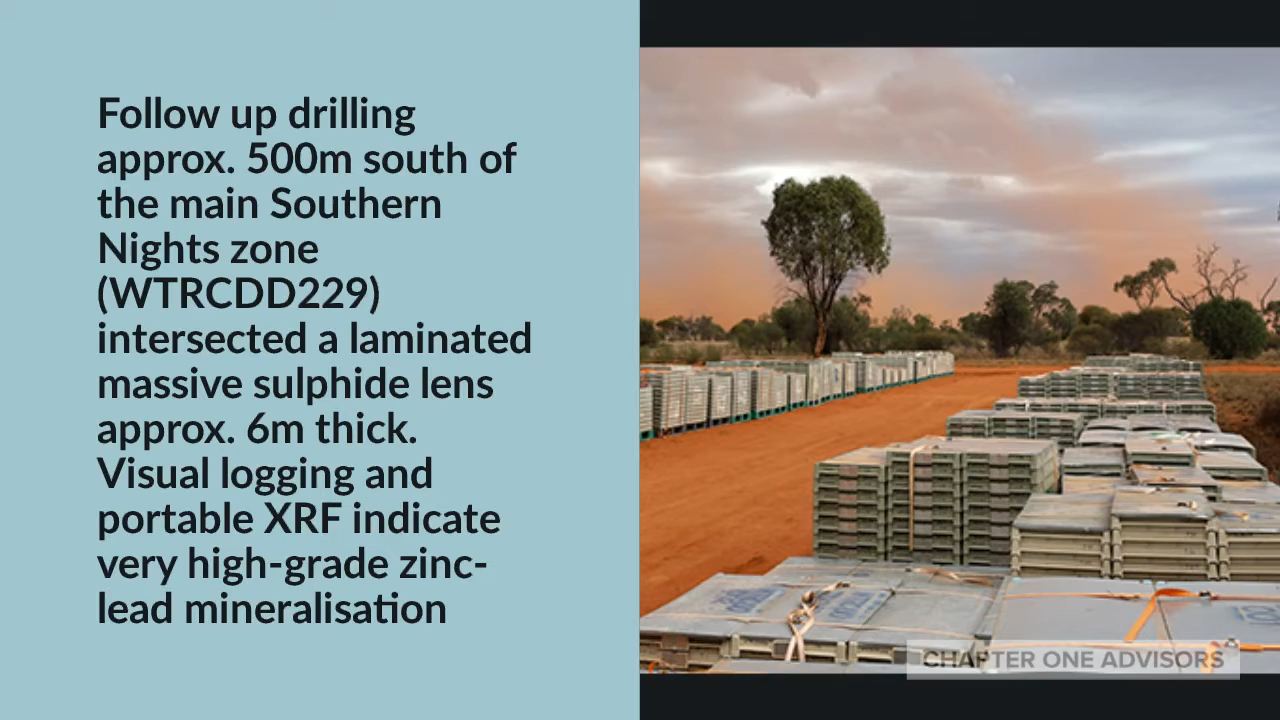 Follow up drilling
approx. 500m south of
the main Southern
Nights zone
(WTRCDD229)
intersected a laminated
massive sulphide lens
approx. 6m thick.
Visual logging and
portable XRF indicate
very high-grade zinc-
lead mineralisation
CHAPTER ONE ADVISORS